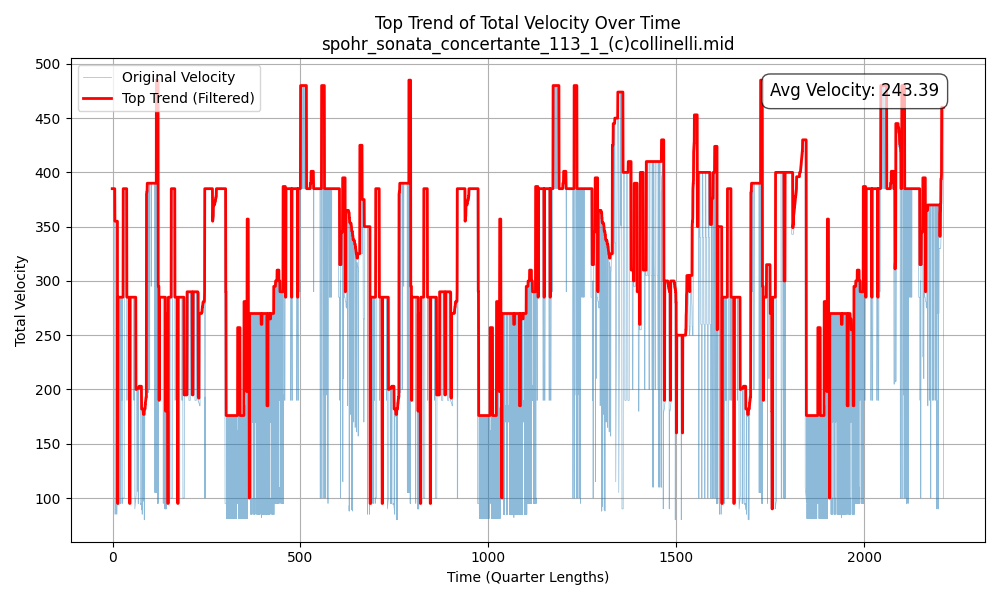 Top Trend of Total Velocity Over Time
spohr_sonata_concertante_113_1_(c)collinelli.mid
Original Velocity
Top Trend (Filtered)
Avg Velocity: 243.39
Total Velocity
500
450
400
350
300
250
200
150
100
0
500
1000
1500
2000
Time (Quarter Lengths)